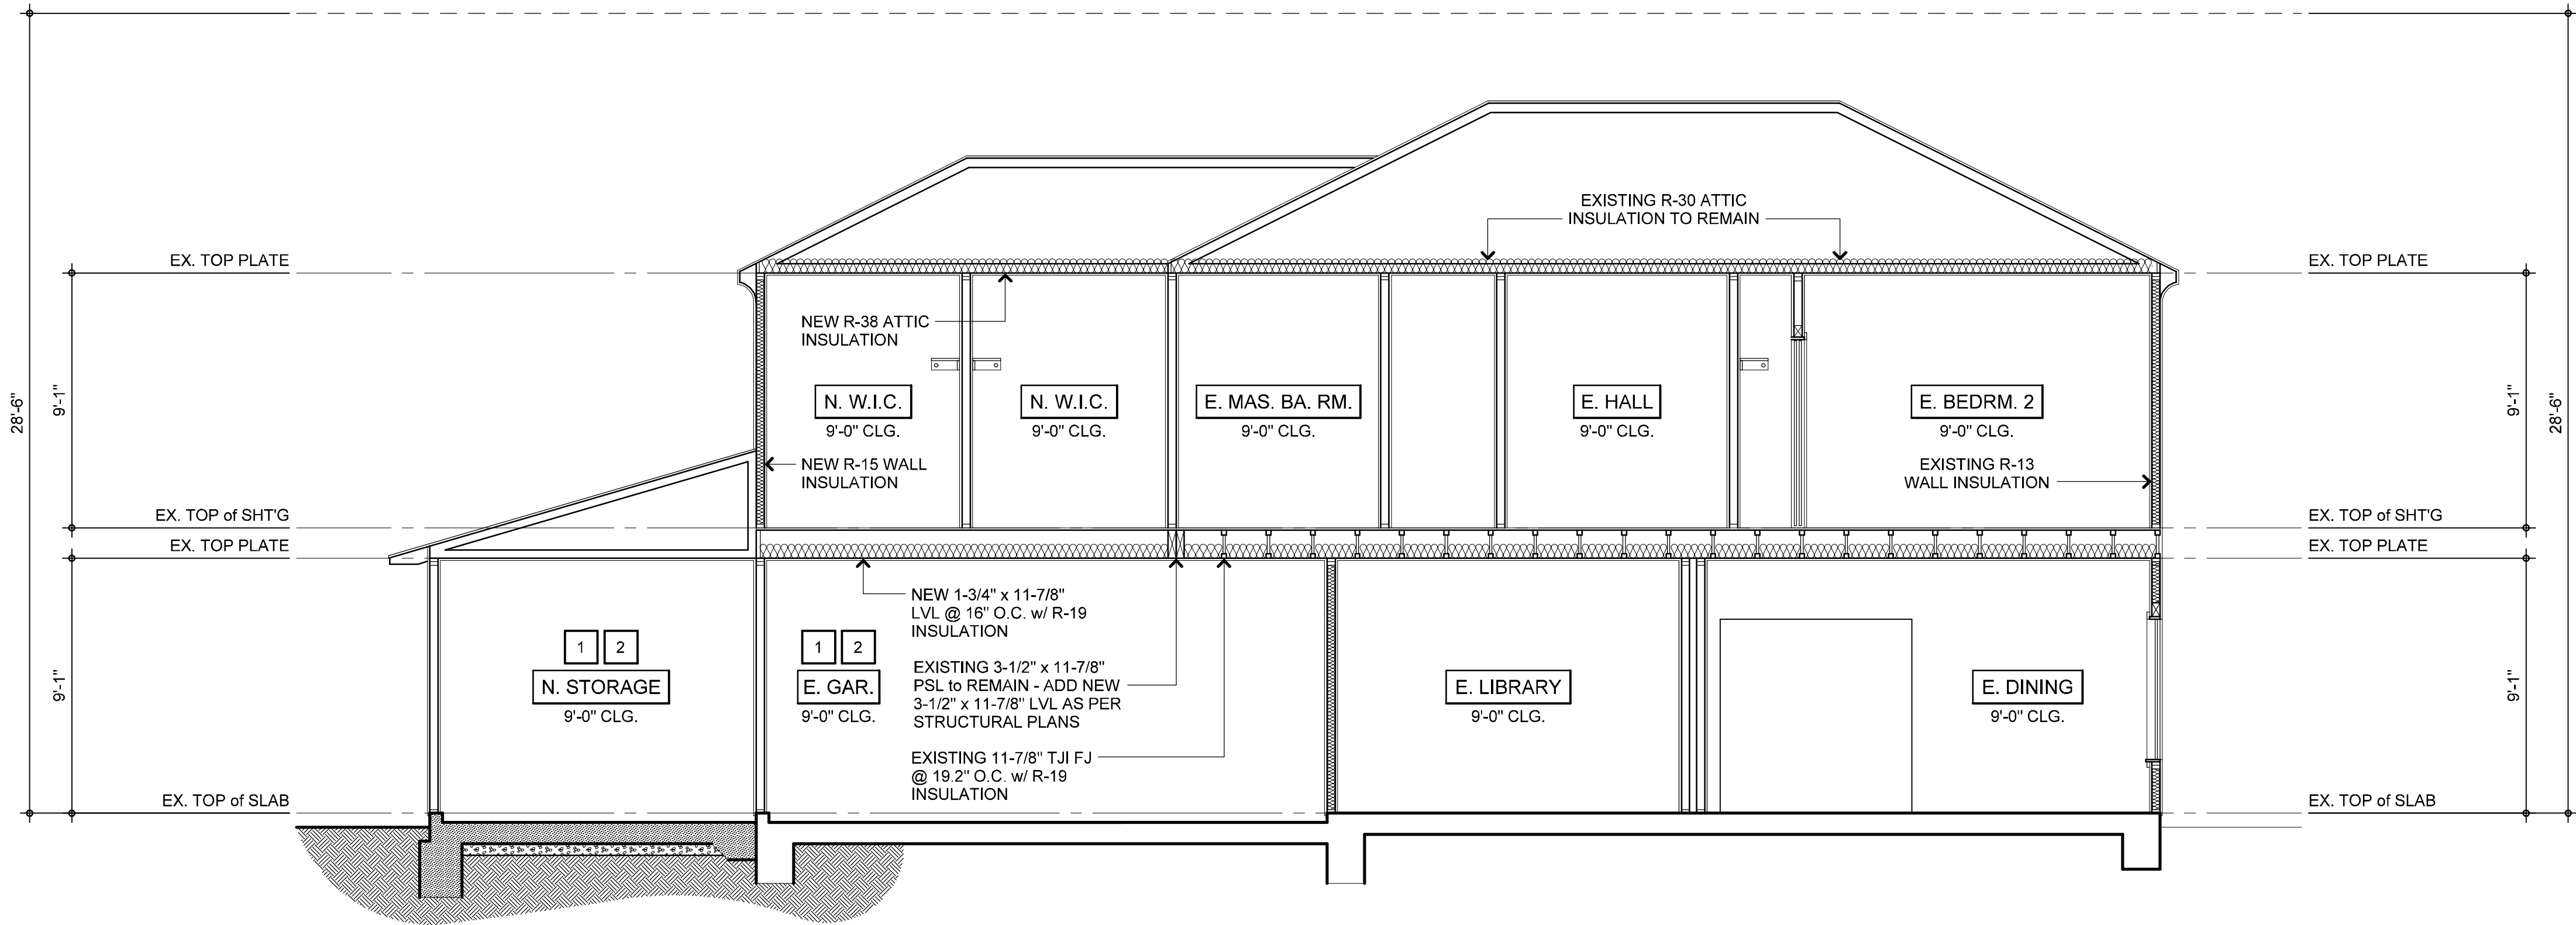 EXISTING R-30 ATTIC
INSULATION TO REMAIN
EX. TOP PLATE
EX. TOP PLATE
NEW R-38 ATTIC
INSULATION
28'-6"
9'-1"
N. W.I.C.
9'-0" CLG.
N. W.I.C.
9'-0" CLG.
E. MAS. BA. RM.
9'-0" CLG.
E. HALL
9'-0" CLG.
E. BEDRM. 2
9'-0" CLG.
9'-1"
28'-6"
NEW R-15 WALL
INSULATION
EXISTING R-13
WALL INSULATION
EX. TOP of SHT'G
EX. TOP of SHT'G
EX. TOP PLATE
EX. TOP PLATE
NEW 1-3/4" x 11-7/8"
LVL @ 16" O.C. w/ R-19
INSULATION
9'-1"
1 2
N. STORAGE
9'-0" CLG.
1 2
E. GAR.
9'-0" CLG.
EXISTING 3-1/2" x 11-7/8"
PSL to REMAIN - ADD NEW
3-1/2" x 11-7/8" LVL AS PER
STRUCTURAL PLANS
E. LIBRARY
9'-0" CLG.
E. DINING
9'-0" CLG.
9'-1"
EXISTING 11-7/8" TJI FJ
@ 19.2" O.C. w/ R-19
INSULATION
EX. TOP of SLAB
EX. TOP of SLAB